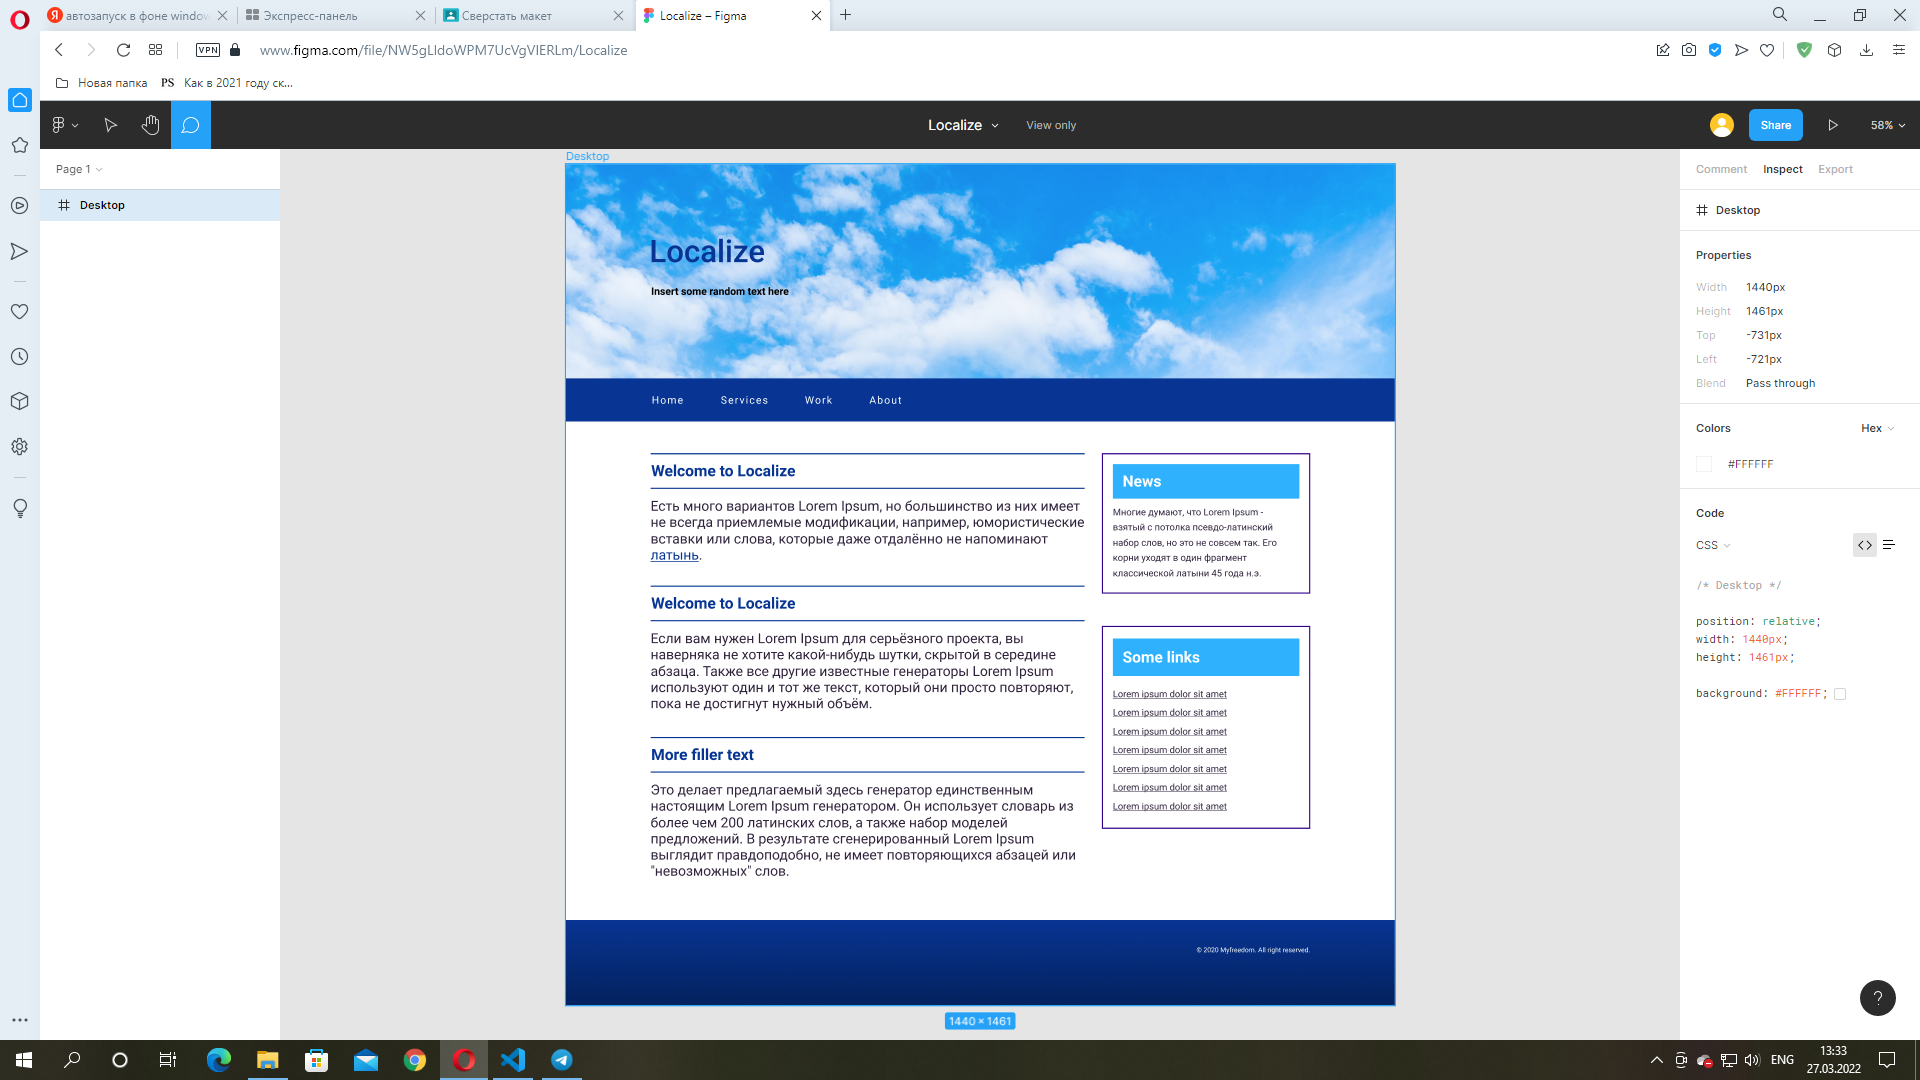 автозапуск в фоне window
Экспресс-панель
Сверстать макет
Localize – Figma
VPN
www.figma.com/file/NW5gLIdoWPM7UcVgVIERLm/Localize
Новая папка
PS Как в 2021 году ск...
Localize
View only
Share
58%
Page 1
Desktop
Desktop
Localize
Insert some random text here
Home
Services
Work
About
Welcome to Localize
Есть много вариантов Lorem Ipsum, но большинство из них имеет
не всегда приемлемые модификации, например, юмористические
вставки или слова, которые даже отдалённо не напоминают
латынь.
Welcome to Localize
Если вам нужен Lorem Ipsum для серьёзного проекта, вы
наверняка не хотите какой-нибудь шутки, скрытой в середине
абзаца. Также все другие известные генераторы Lorem Ipsum
используют один и тот же текст, который они просто повторяют,
пока не достигнут нужный объём.
More filler text
Это делает предлагаемый здесь генератор единственным
настоящим Lorem Ipsum генератором. Он использует словарь из
более чем 200 латинских слов, а также набор моделей
предложений. В результате сгенерированный Lorem Ipsum
выглядит правдоподобно, не имеет повторяющихся абзацей или
"невозможных" слов.
News
Многие думают, что Lorem Ipsum -
взятый с потолка псевдо-латинский
набор слов, но это не совсем так. Его
корни уходят в один фрагмент
классической латыни 45 года н.э.
Some links
Lorem ipsum dolor sit amet
Lorem ipsum dolor sit amet
Lorem ipsum dolor sit amet
Lorem ipsum dolor sit amet
Lorem ipsum dolor sit amet
Lorem ipsum dolor sit amet
Lorem ipsum dolor sit amet
© 2020 Myfreedom. All right reserved.
1440 × 1461
Comment
Inspect
Export
Desktop
Properties
Width 1440px
Height 1461px
Top -731px
Left -721px
Blend Pass through
Colors
Hex
#FFFFFF
Code
CSS
/* Desktop */
position: relative;
width: 1440px;
height: 1461px;
background: #FFFFFF;
?
ENG
13:33
27.03.2022